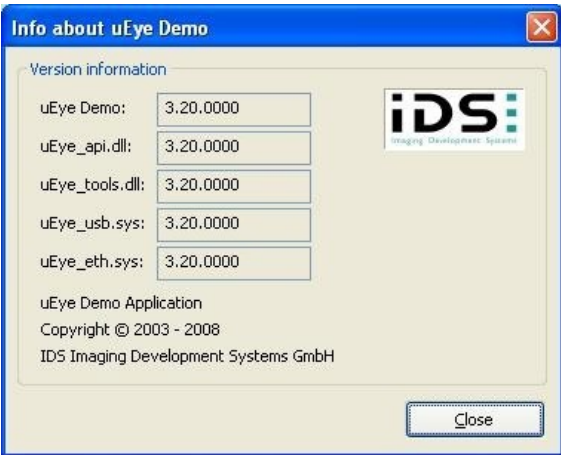 Info about uEye Demo
Version information
uEye Demo: 3.20.0000
uEye_api.dll: 3.20.0000
uEye_tools.dll: 3.20.0000
uEye_usb.sys: 3.20.0000
uEye_eth.sys: 3.20.0000
iDS
Imaging Development Systems
uEye Demo Application
Copyright © 2003 - 2008
IDS Imaging Development Systems GmbH
Close